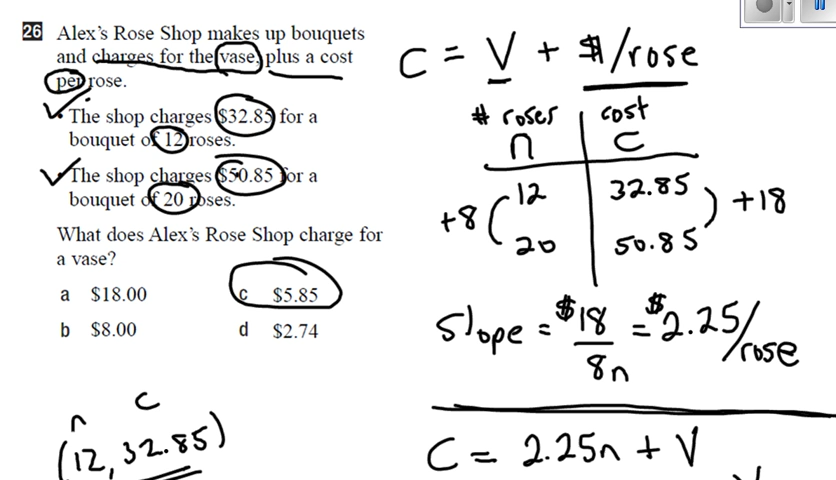 26 Alex's Rose Shop makes up bouquets
and charges for the vase, plus a cost
per rose.
The shop charges $32.85 for a
bouquet of 12 roses.
The shop charges $50.85 for a
bouquet of 20 roses.
What does Alex's Rose Shop charge for
a vase?
a $18.00 c $5.85
b $8.00 d $2.74
n C
(12, 32.85)
C = V + $/rose
# roses cost
n C
12 32.85
+8 +18
20 50.85
Slope = $18/8n = $2.25/rose
C = 2.25n + V